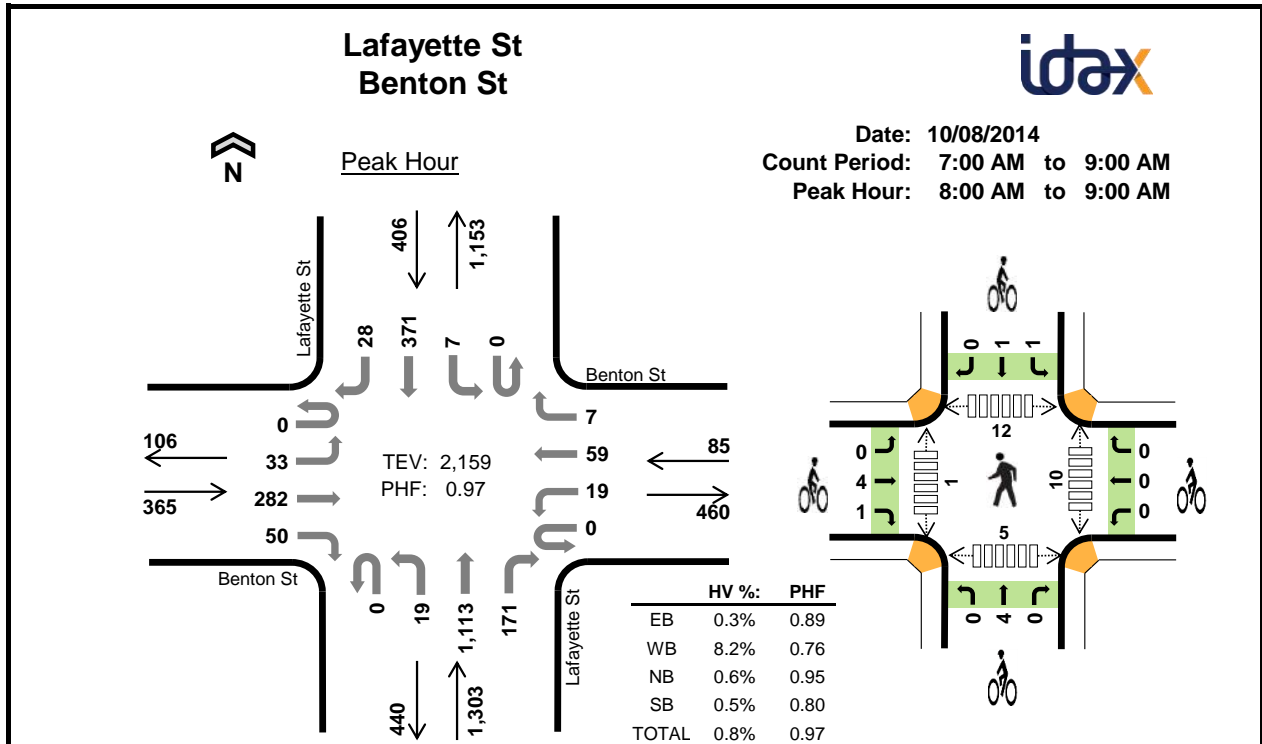 Lafayette St
Benton St
idax
N
Peak Hour
Date: 10/08/2014
Count Period: 7:00 AM to 9:00 AM
Peak Hour: 8:00 AM to 9:00 AM
406
1,153
Lafayette St
28
371
7
0
Benton St
0
33
282
50
106
365
TEV: 2,159
PHF: 0.97
7
59
19
0
85
460
Benton St
0
19
1,113
171
Lafayette St
440
1,303
HV %: PHF
EB 0.3% 0.89
WB 8.2% 0.76
NB 0.6% 0.95
SB 0.5% 0.80
TOTAL 0.8% 0.97
0
1
1
12
0
4
1
1
10
0
0
0
5
0
4
0